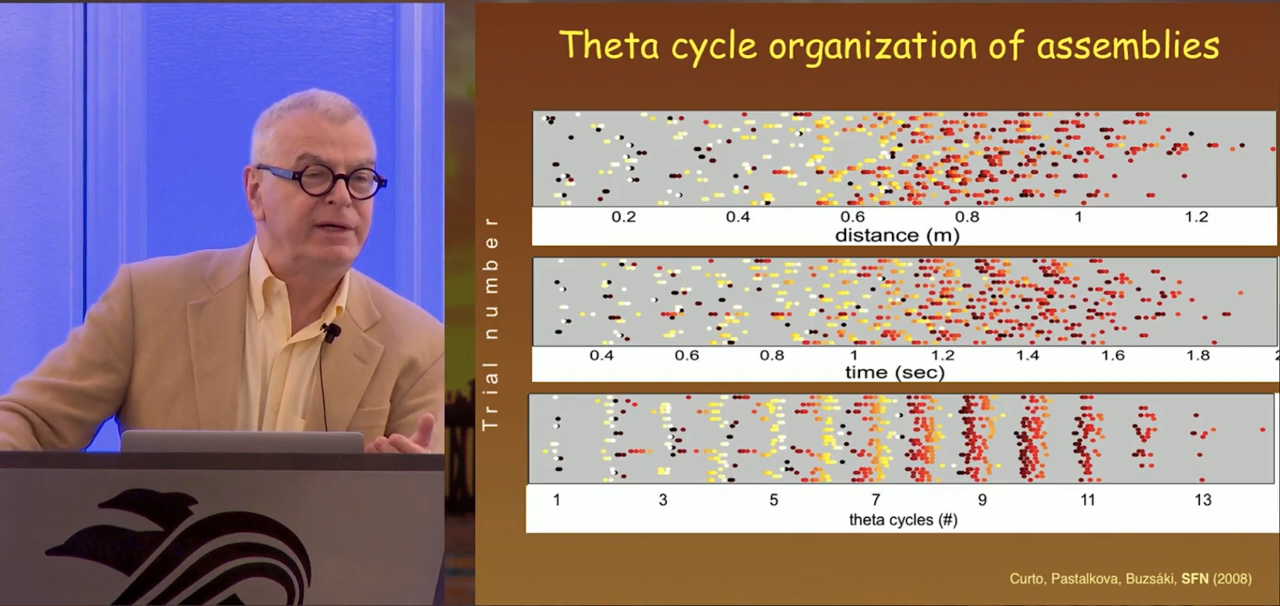 Theta cycle organization of assemblies
Trial number
0.2 0.4 0.6 0.8 1 1.2
distance (m)
0.4 0.6 0.8 1 1.2 1.4 1.6 1.8 2
time (sec)
1 3 5 7 9 11 13
theta cycles (#)
Curto, Pastalkova, Buzsáki, SFN (2008)